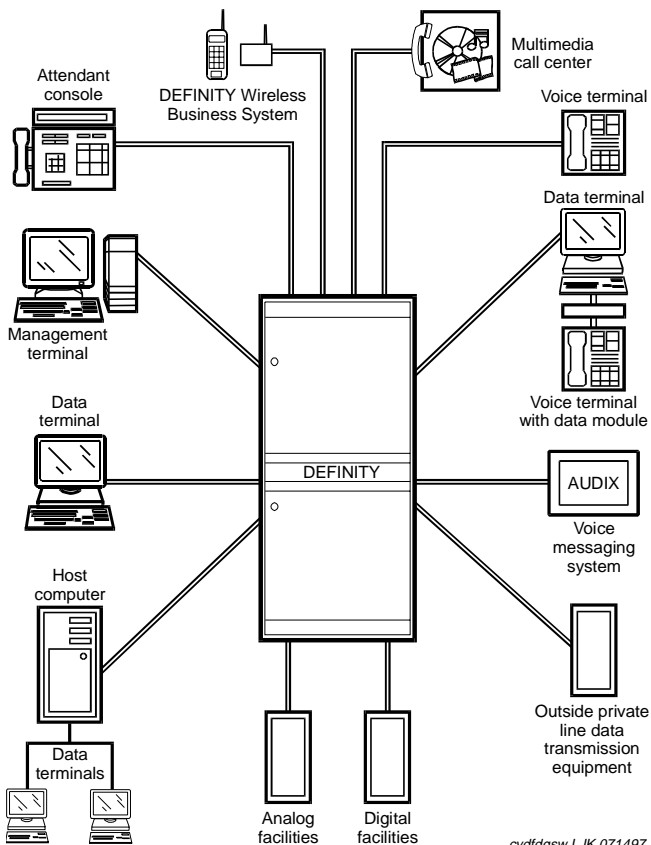 Multimedia
call center
Attendant
console
DEFINITY Wireless
Business System
Voice terminal
Data terminal
Management
terminal
Voice terminal
with data module
Data
terminal
DEFINITY
AUDIX
Voice
messaging
system
Host
computer
Outside private
line data
transmission
equipment
Data
terminals
Analog
facilities
Digital
facilities
LJK 071497